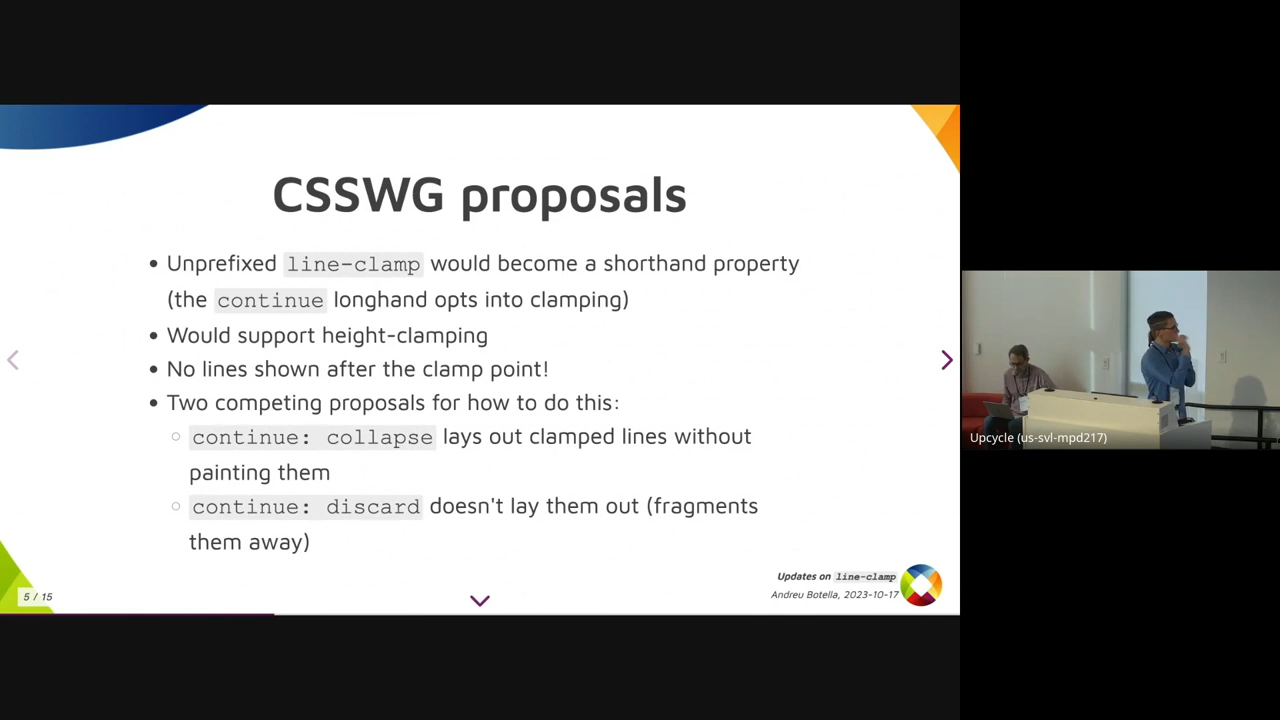 CSSWG proposals
Unprefixed line-clamp would become a shorthand property
(the continue longhand opts into clamping)
Would support height-clamping
No lines shown after the clamp point!
Two competing proposals for how to do this:
continue: collapse lays out clamped lines without
painting them
continue: discard doesn't lay them out (fragments
them away)
Updates on line-clamp
Andreu Botella, 2023-10-17
5 / 15
Upcycle (us-svl-mpd217)